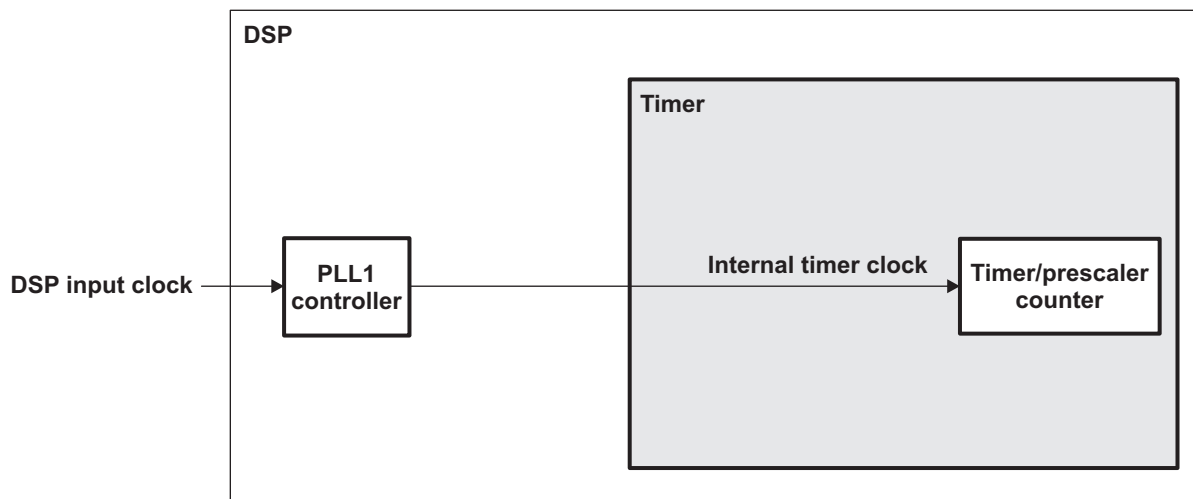 DSP
Timer
DSP input clock
PLL1
controller
Internal timer clock
Timer/prescaler
counter